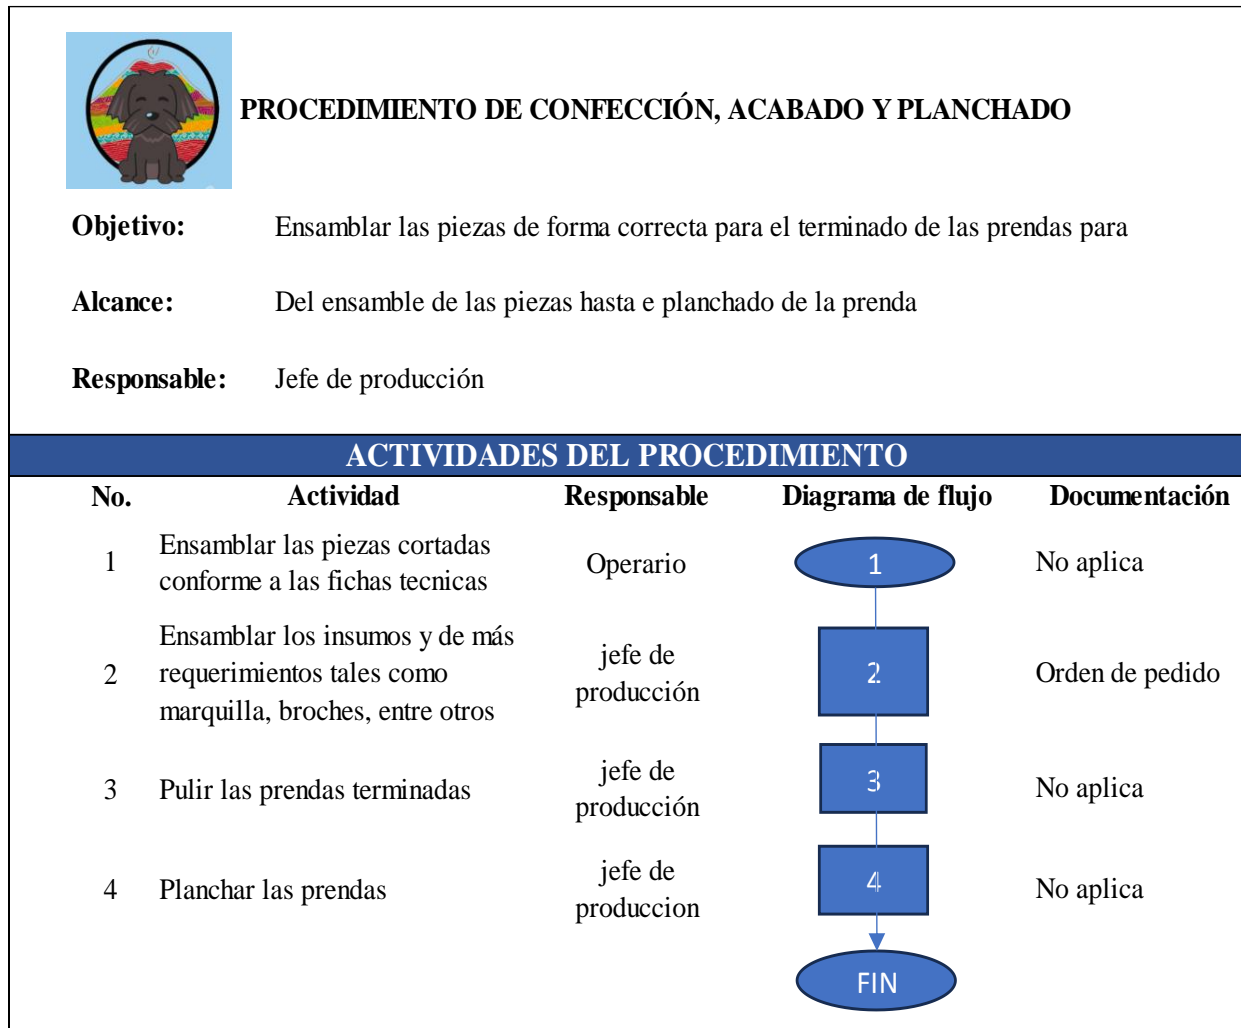 PROCEDIMIENTO DE CONFECCIÓN, ACABADO Y PLANCHADO
Objetivo: Ensamblar las piezas de forma correcta para el terminado de las prendas para
Alcance: Del ensamble de las piezas hasta e planchado de la prenda
Responsable: Jefe de producción
ACTIVIDADES DEL PROCEDIMIENTO
No. Actividad Responsable Diagrama de flujo Documentación
1 Ensamblar las piezas cortadas
conforme a las fichas tecnicas
Operario
1
No aplica
2 Ensamblar los insumos y de más
requerimientos tales como
marquilla, broches, entre otros
jefe de
producción
2
Orden de pedido
3 Pulir las prendas terminadas
jefe de
producción
3
No aplica
4 Planchar las prendas
jefe de
produccion
4
No aplica
FIN